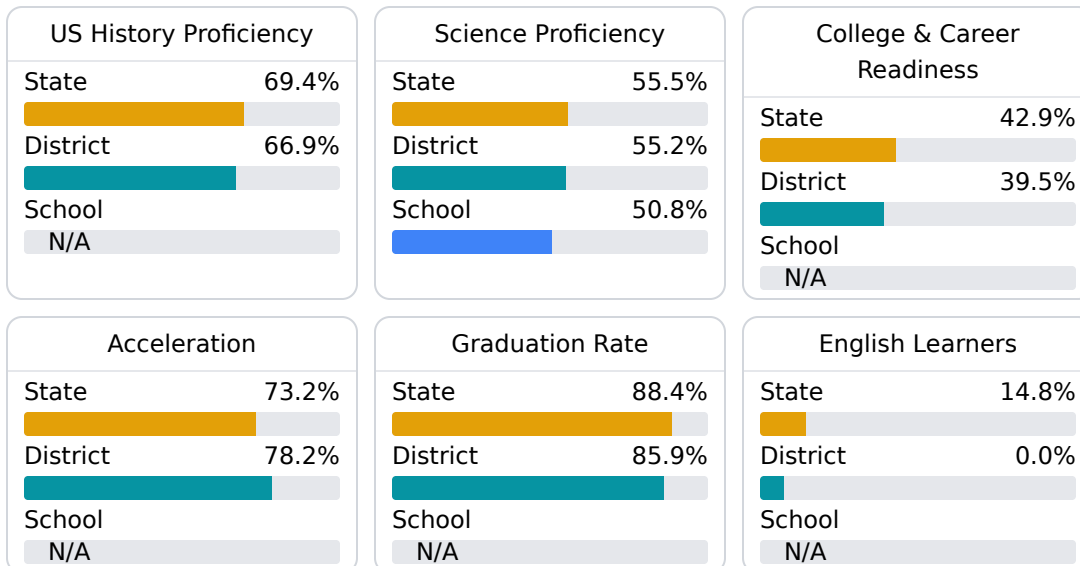 US History Proficiency
State 69.4%
District 66.9%
School
N/A
Science Proficiency
State 55.5%
District 55.2%
School 50.8%
College & Career
Readiness
State 42.9%
District 39.5%
School
N/A
Acceleration
State 73.2%
District 78.2%
School
N/A
Graduation Rate
State 88.4%
District 85.9%
School
N/A
English Learners
State 14.8%
District 0.0%
School
N/A